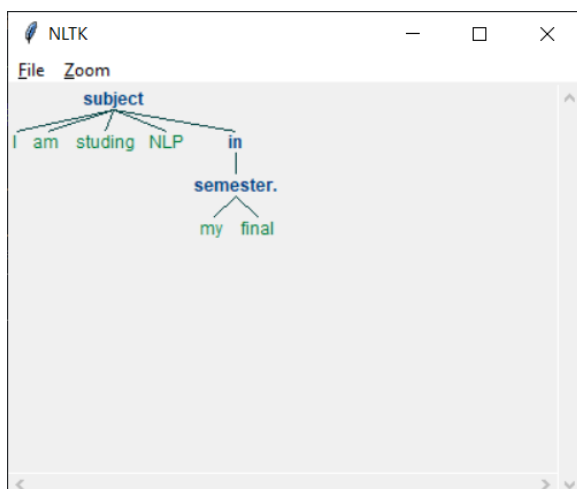 NLTK
File Zoom
subject
I am studing NLP in
semester.
my final